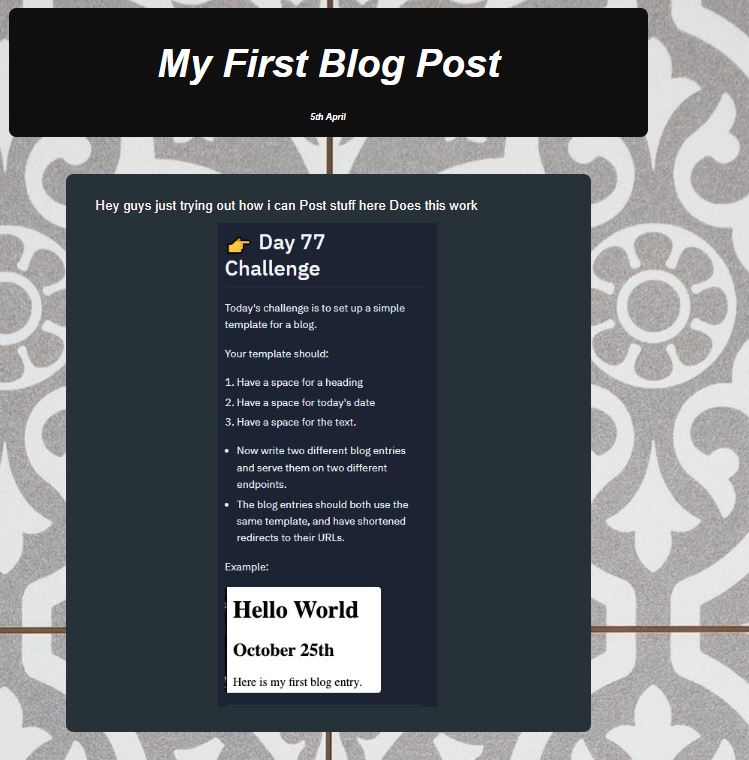 My First Blog Post
5th April
Hey guys just trying out how i can Post stuff here Does this work
👉 Day 77
Challenge
Today's challenge is to set up a simple
template for a blog.
Your template should:
1. Have a space for a heading
2. Have a space for today's date
3. Have a space for the text.
• Now write two different blog entries
and serve them on two different
endpoints.
• The blog entries should both use the
same template, and have shortened
redirects to their URLs.
Example:
Hello World
October 25th
Here is my first blog entry.